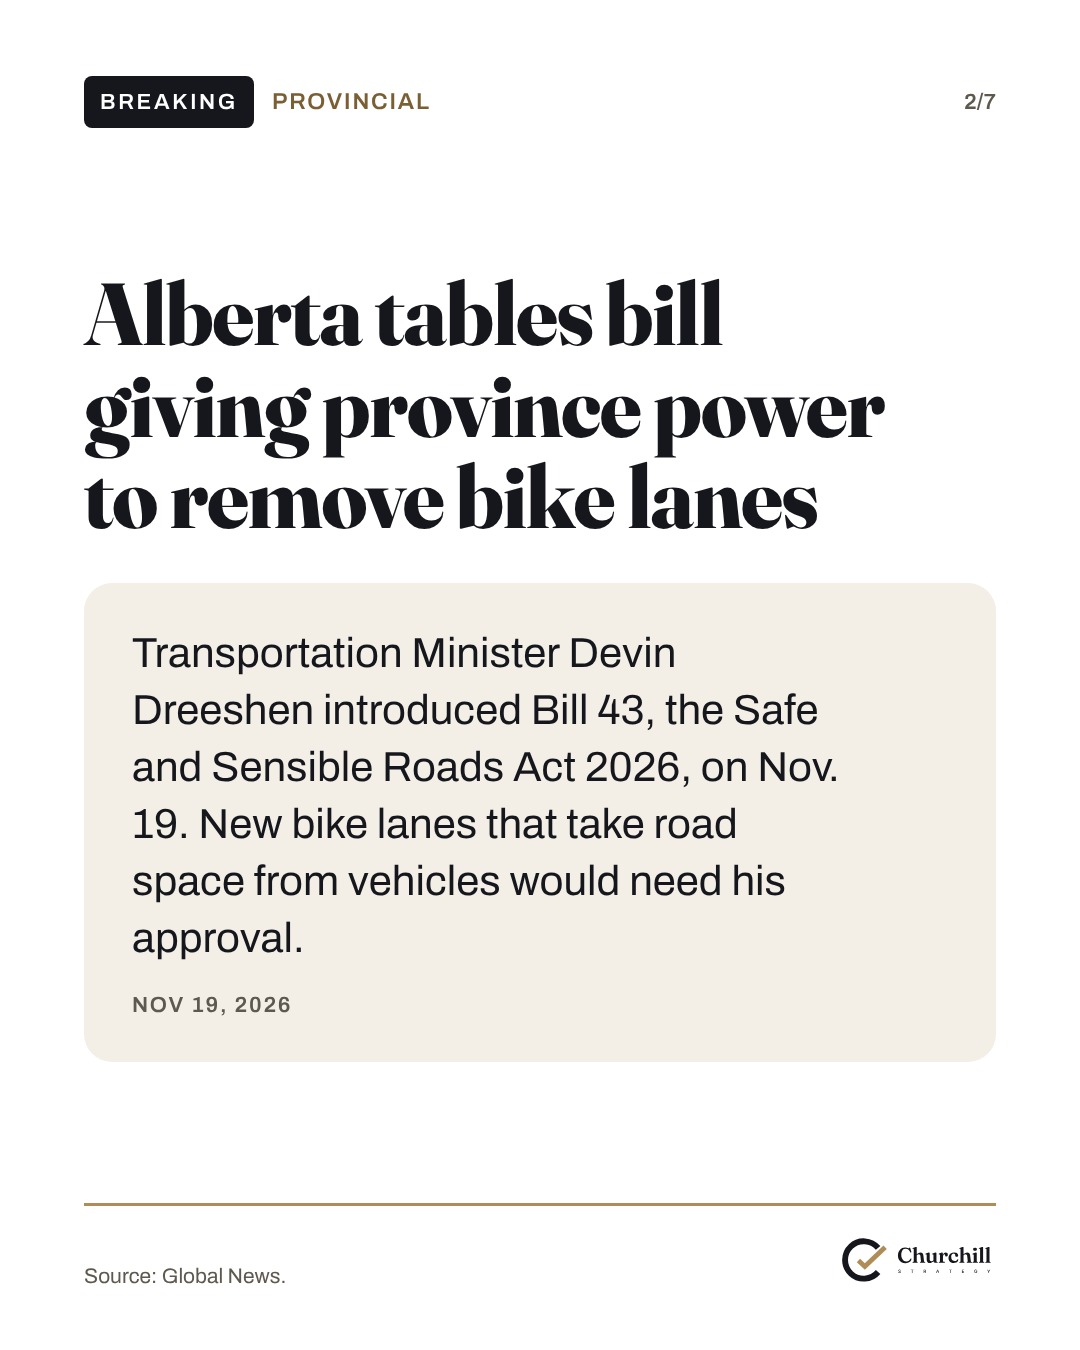 BREAKING PROVINCIAL 2/7
Alberta tables bill
giving province power
to remove bike lanes
Transportation Minister Devin
Dreeshen introduced Bill 43, the Safe
and Sensible Roads Act 2026, on Nov.
19. New bike lanes that take road
space from vehicles would need his
approval.
NOV 19, 2026
Source: Global News.
Churchill
STRATEGY